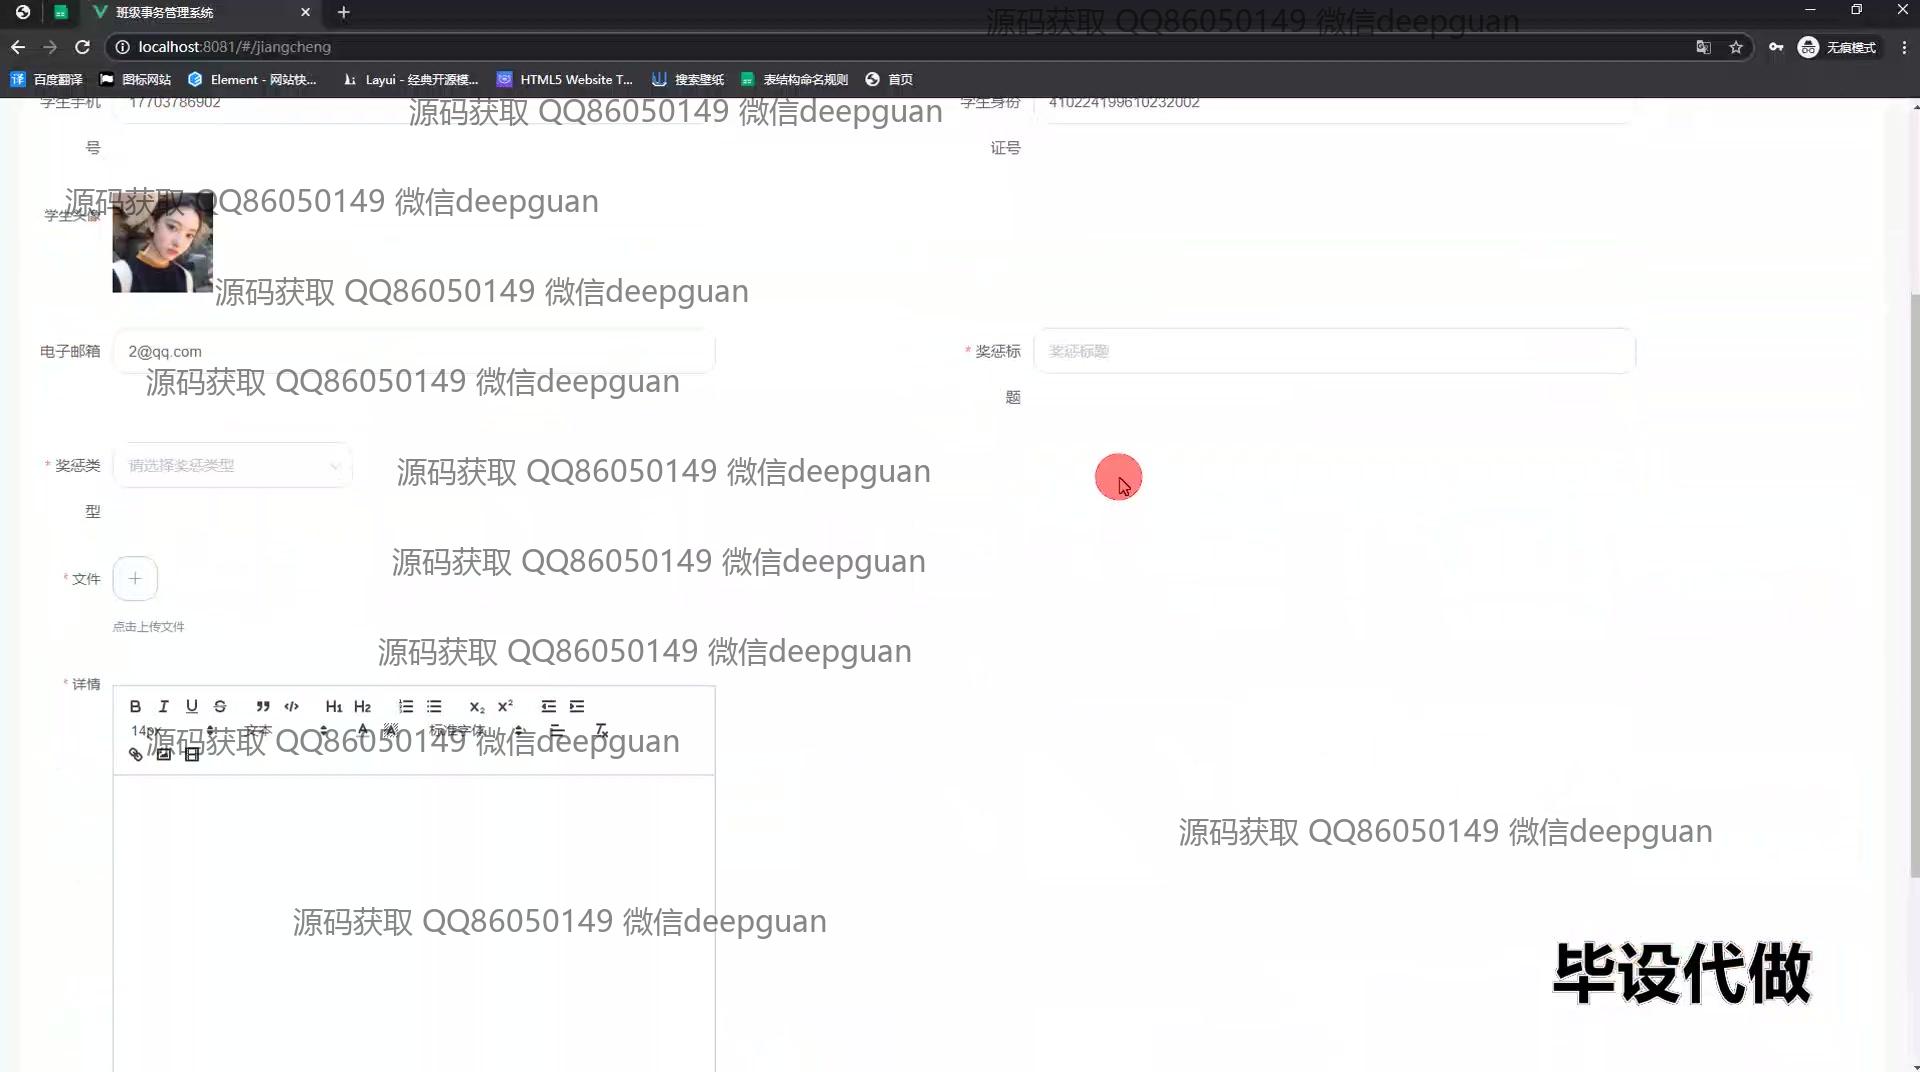 班级事务管理系统
源码获取 QQ86050149 微信deepguan
localhost:8081/#/jiangcheng
无痕模式
百度翻译
图标网站
Element - 网站快...
Layui - 经典开源模...
HTML5 Website T...
搜索壁纸
表结构命名规则
首页
学生手机号
17703786902
源码获取 QQ86050149 微信deepguan
学生身份证号
410224199610232002
源码获取 QQ86050149 微信deepguan
学生头像
源码获取 QQ86050149 微信deepguan
电子邮箱
2@qq.com
* 奖惩标题
奖惩标题
源码获取 QQ86050149 微信deepguan
* 奖惩类型
请选择奖惩类型
源码获取 QQ86050149 微信deepguan
源码获取 QQ86050149 微信deepguan
* 文件
点击上传文件
源码获取 QQ86050149 微信deepguan
* 详情
B I U S H1 H2 x₂ x²
14px 文本 A 标准字体
源码获取 QQ86050149 微信deepguan
源码获取 QQ86050149 微信deepguan
源码获取 QQ86050149 微信deepguan
毕设代做